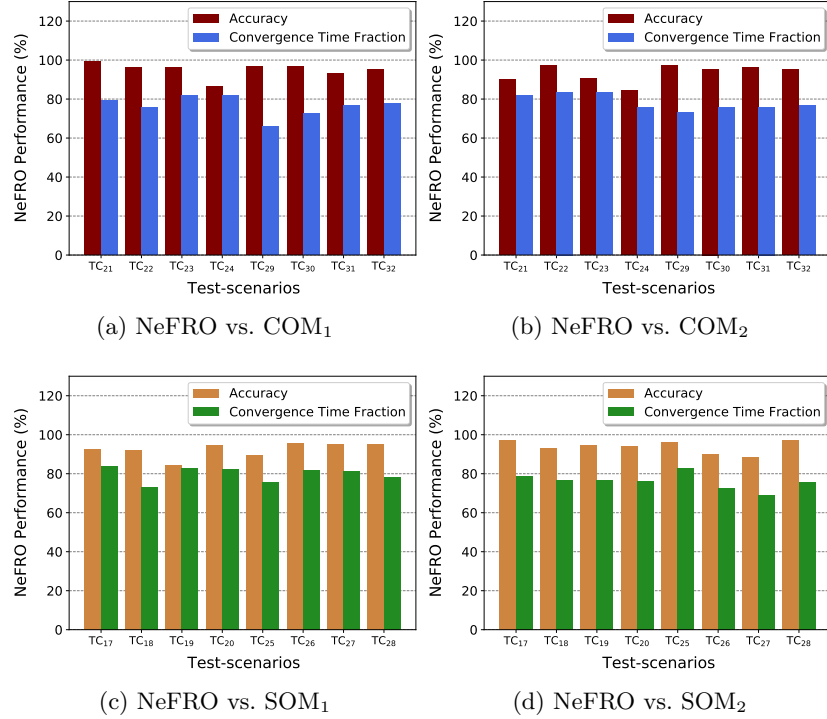 120
100
80
60
40
20
0
NeFRO Performance (%)
Accuracy
Convergence Time Fraction
TC₂₁ TC₂₂ TC₂₃ TC₂₄ TC₂₉ TC₃₀ TC₃₁ TC₃₂
Test-scenarios
(a) NeFRO vs. COM₁
120
100
80
60
40
20
0
NeFRO Performance (%)
Accuracy
Convergence Time Fraction
TC₂₁ TC₂₂ TC₂₃ TC₂₄ TC₂₉ TC₃₀ TC₃₁ TC₃₂
Test-scenarios
(b) NeFRO vs. COM₂
120
100
80
60
40
20
0
NeFRO Performance (%)
Accuracy
Convergence Time Fraction
TC₁₇ TC₁₈ TC₁₉ TC₂₀ TC₂₅ TC₂₆ TC₂₇ TC₂₈
Test-scenarios
(c) NeFRO vs. SOM₁
120
100
80
60
40
20
0
NeFRO Performance (%)
Accuracy
Convergence Time Fraction
TC₁₇ TC₁₈ TC₁₉ TC₂₀ TC₂₅ TC₂₆ TC₂₇ TC₂₈
Test-scenarios
(d) NeFRO vs. SOM₂